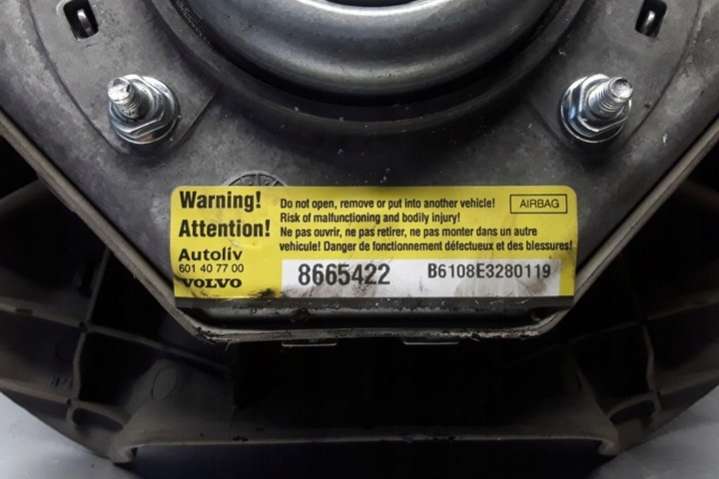 Warning!
Attention!
Do not open, remove or put into another vehicle!
AIRBAG
Risk of malfunctioning and bodily injury!
Ne pas ouvrir, ne pas retirer, ne pas monter dans un autre
vehicule! Danger de fonctionnement défectueux et des blessures!
Autoliv
601 40 77 00
VOLVO
8665422
B6108E3280119